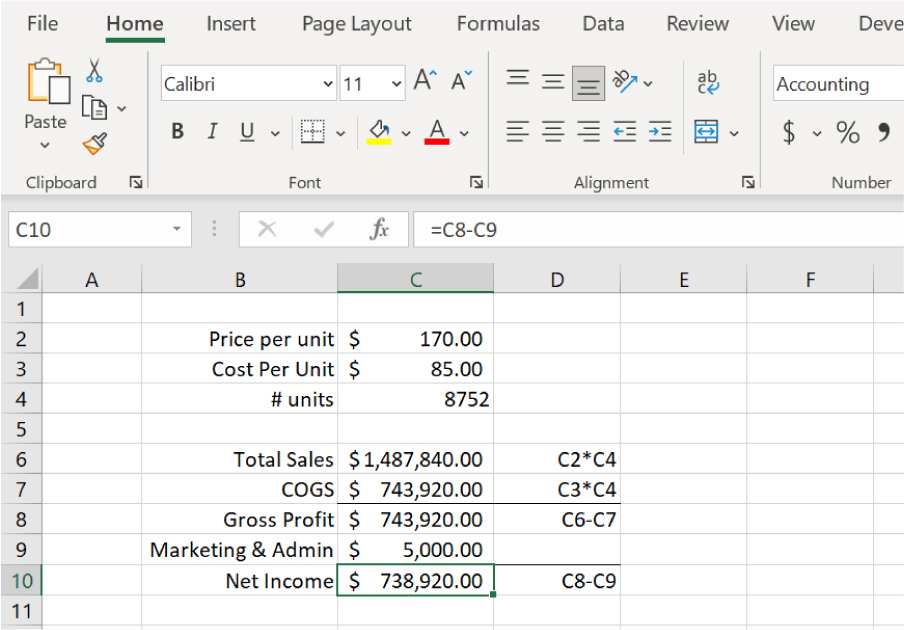 File Home Insert Page Layout Formulas Data Review View Deve
Calibri 11 A A ab Accounting
Paste B I U A $ % 9
Clipboard Font Alignment Number
C10 fx =C8-C9
A B C D E F
1
2 Price per unit $ 170.00
3 Cost Per Unit $ 85.00
4 # units 8752
5
6 Total Sales $ 1,487,840.00 C2*C4
7 COGS $ 743,920.00 C3*C4
8 Gross Profit $ 743,920.00 C6-C7
9 Marketing & Admin $ 5,000.00
10 Net Income $ 738,920.00 C8-C9
11